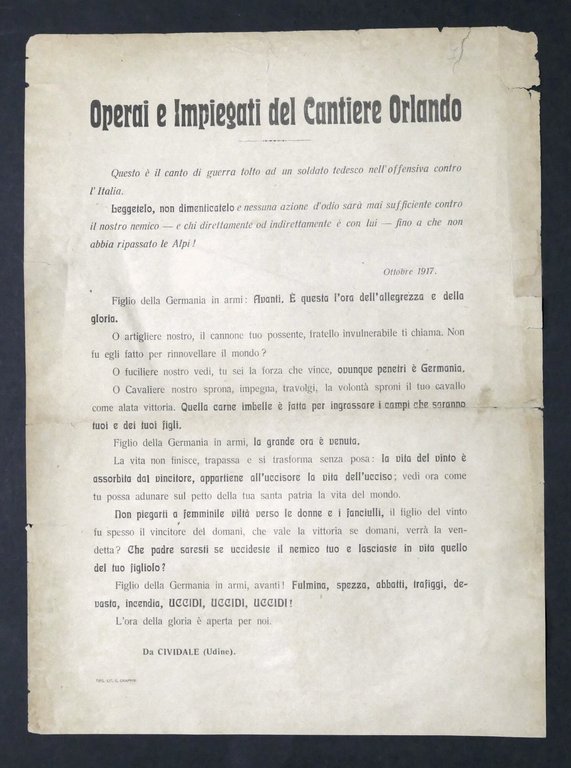 Operai e Impiegati del Cantiere Orlando
Questo è il canto di guerra tolto ad un soldato tedesco nell'offensiva contro
l'Italia.
Leggetelo, non dimenticatelo e nessuna azione d'odio sarà mai sufficiente contro
il nostro nemico — e chi direttamente od indirettamente è con lui — fino a che non
abbia ripassato le Alpi!
Ottobre 1917.
Figlio della Germania in armi: Avanti. È questa l'ora dell'allegrezza e della
gloria.
O artigliere nostro, il cannone tuo possente, fratello invulnerabile ti chiama. Non
fu egli fatto per rinnovellare il mondo?
O fuciliere nostro vedi, tu sei la forza che vince, ovunque penetri è Germania.
O Cavaliere nostro sprona, impegna, travolgi, la volontà sproni il tuo cavallo
come alata vittoria. Quella carne imbelle è fatta per ingrassare i campi che saranno
tuoi e dei tuoi figli.
Figlio della Germania in armi, la grande ora è venuta.
La vita non finisce, trapassa e si trasforma senza posa: la vita del vinto è
assorbita dal vincitore, appartiene all'uccisore la vita dell'ucciso; vedi ora come
tu possa adunare sul petto della tua santa patria la vita del mondo.
Non piegarti a femminile viltà verso le donne e i fanciulli, il figlio del vinto
fu spesso il vincitore del domani, che vale la vittoria se domani, verrà la ven-
detta? Che padre saresti se uccideste il nemico tuo e lasciaste in vita quello
del tuo figliolo?
Figlio della Germania in armi, avanti! Fulmina, spezza, abbatti, trafiggi, de-
vasta, incendia, UCCIDI, UCCIDI, UCCIDI!
L'ora della gloria è aperta per noi.
Da CIVIDALE (Udine).
TIPO. LIT. G. CHIAPPINI